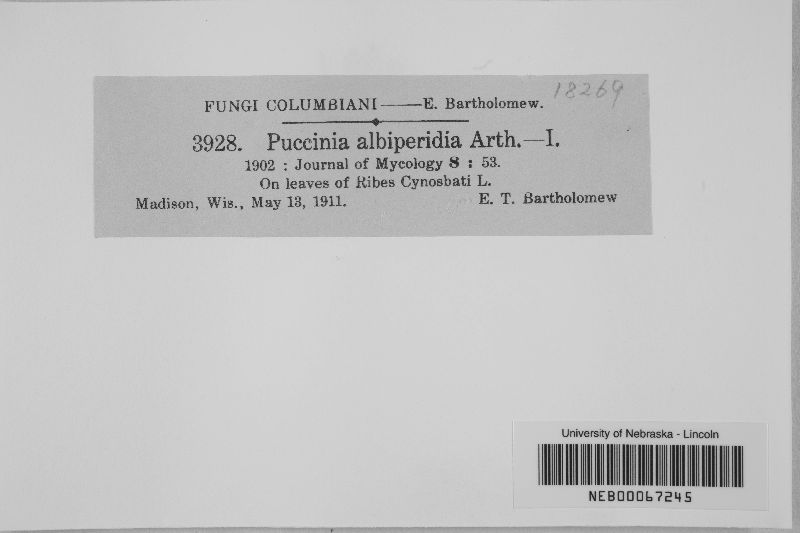 18269
FUNGI COLUMBIANI——E. Bartholomew.
3928. Puccinia albiperidia Arth.—I.
1902 : Journal of Mycology 8 : 53.
On leaves of Ribes Cynosbati L.
Madison, Wis., May 13, 1911. E. T. Bartholomew
University of Nebraska - Lincoln
NEB00067245